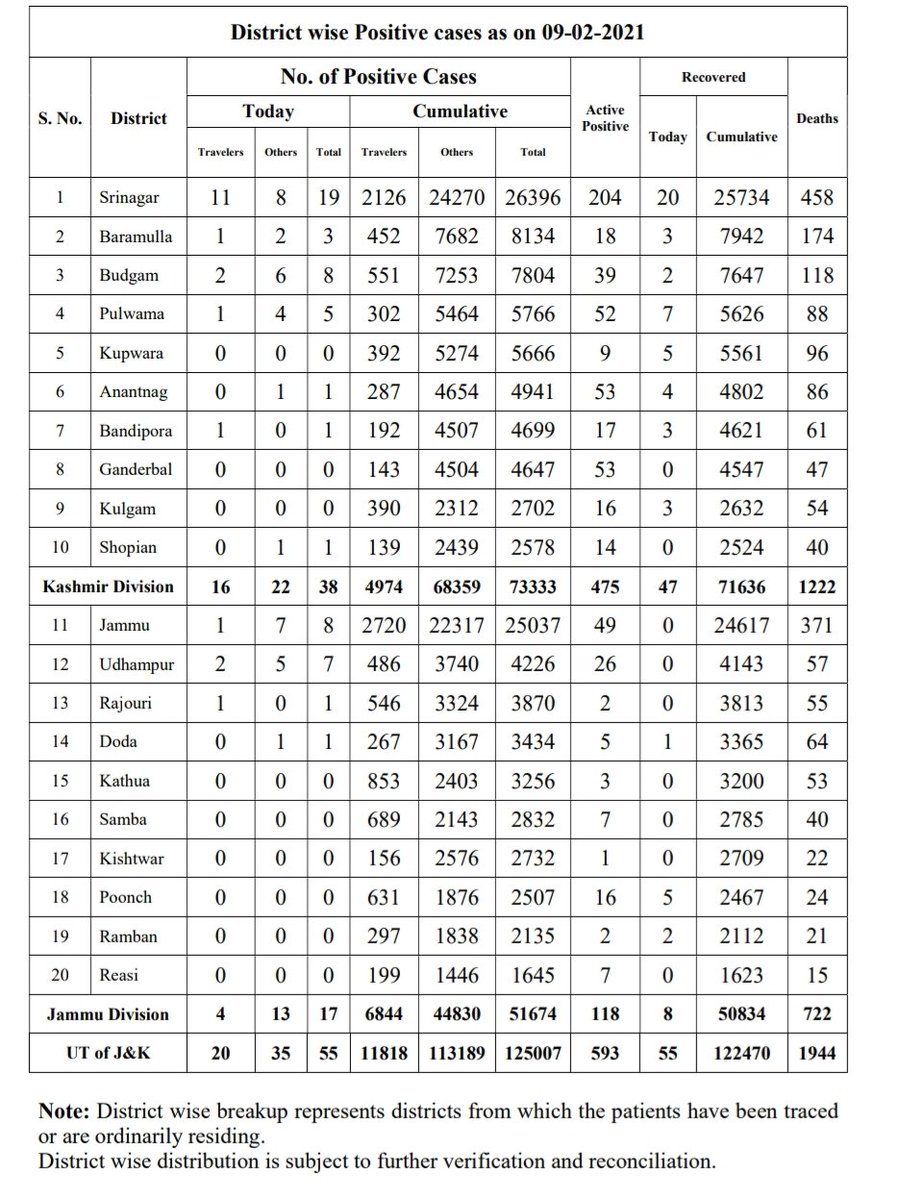 District wise Positive cases as on 09-02-2021
S. No. District No. of Positive Cases Active Positive Recovered Deaths
Today Cumulative Today Cumulative
Travelers Others Total Travelers Others Total
1 Srinagar 11 8 19 2126 24270 26396 204 20 25734 458
2 Baramulla 1 2 3 452 7682 8134 18 3 7942 174
3 Budgam 2 6 8 551 7253 7804 39 2 7647 118
4 Pulwama 1 4 5 302 5464 5766 52 7 5626 88
5 Kupwara 0 0 0 392 5274 5666 9 5 5561 96
6 Anantnag 0 1 1 287 4654 4941 53 4 4802 86
7 Bandipora 1 0 1 192 4507 4699 17 3 4621 61
8 Ganderbal 0 0 0 143 4504 4647 53 0 4547 47
9 Kulgam 0 0 0 390 2312 2702 16 3 2632 54
10 Shopian 0 1 1 139 2439 2578 14 0 2524 40
Kashmir Division 16 22 38 4974 68359 73333 475 47 71636 1222
11 Jammu 1 7 8 2720 22317 25037 49 0 24617 371
12 Udhampur 2 5 7 486 3740 4226 26 0 4143 57
13 Rajouri 1 0 1 546 3324 3870 2 0 3813 55
14 Doda 0 1 1 267 3167 3434 5 1 3365 64
15 Kathua 0 0 0 853 2403 3256 3 0 3200 53
16 Samba 0 0 0 689 2143 2832 7 0 2785 40
17 Kishtwar 0 0 0 156 2576 2732 1 0 2709 22
18 Poonch 0 0 0 631 1876 2507 16 5 2467 24
19 Ramban 0 0 0 297 1838 2135 2 2 2112 21
20 Reasi 0 0 0 199 1446 1645 7 0 1623 15
Jammu Division 4 13 17 6844 44830 51674 118 8 50834 722
UT of J&K 20 35 55 11818 113189 125007 593 55 122470 1944
Note: District wise breakup represents districts from which the patients have been traced
or are ordinarily residing.
District wise distribution is subject to further verification and reconciliation.